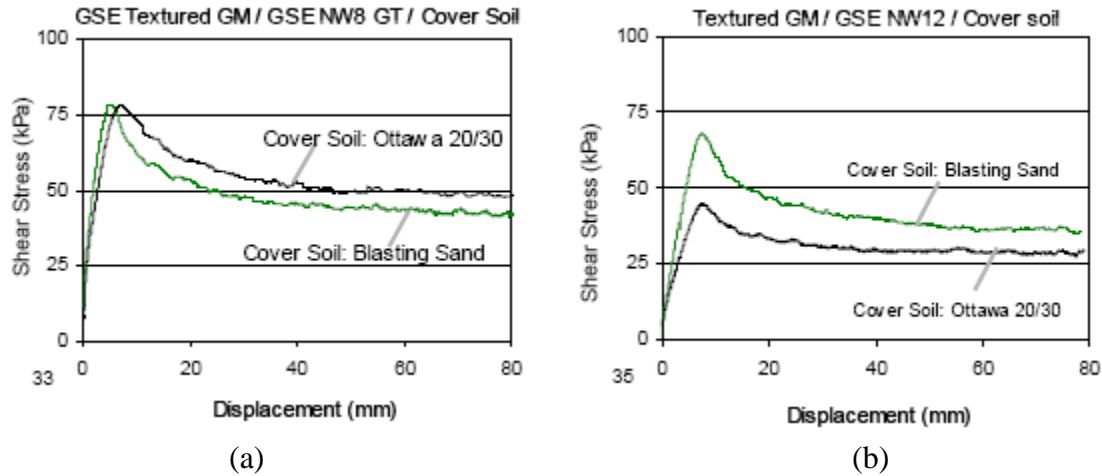 GSE Textured GM / GSE NW8 GT / Cover Soil
100
75
50
25
0
Shear Stress (kPa)
Cover Soil: Ottawa 20/30
Cover Soil: Blasting Sand
0 20 40 60 80
33
Displacement (mm)
(a)
Textured GM / GSE NW12 / Cover soil
100
75
50
25
0
Shear Stress (kPa)
Cover Soil: Blasting Sand
Cover Soil: Ottawa 20/30
0 20 40 60 80
35
Displacement (mm)
(b)